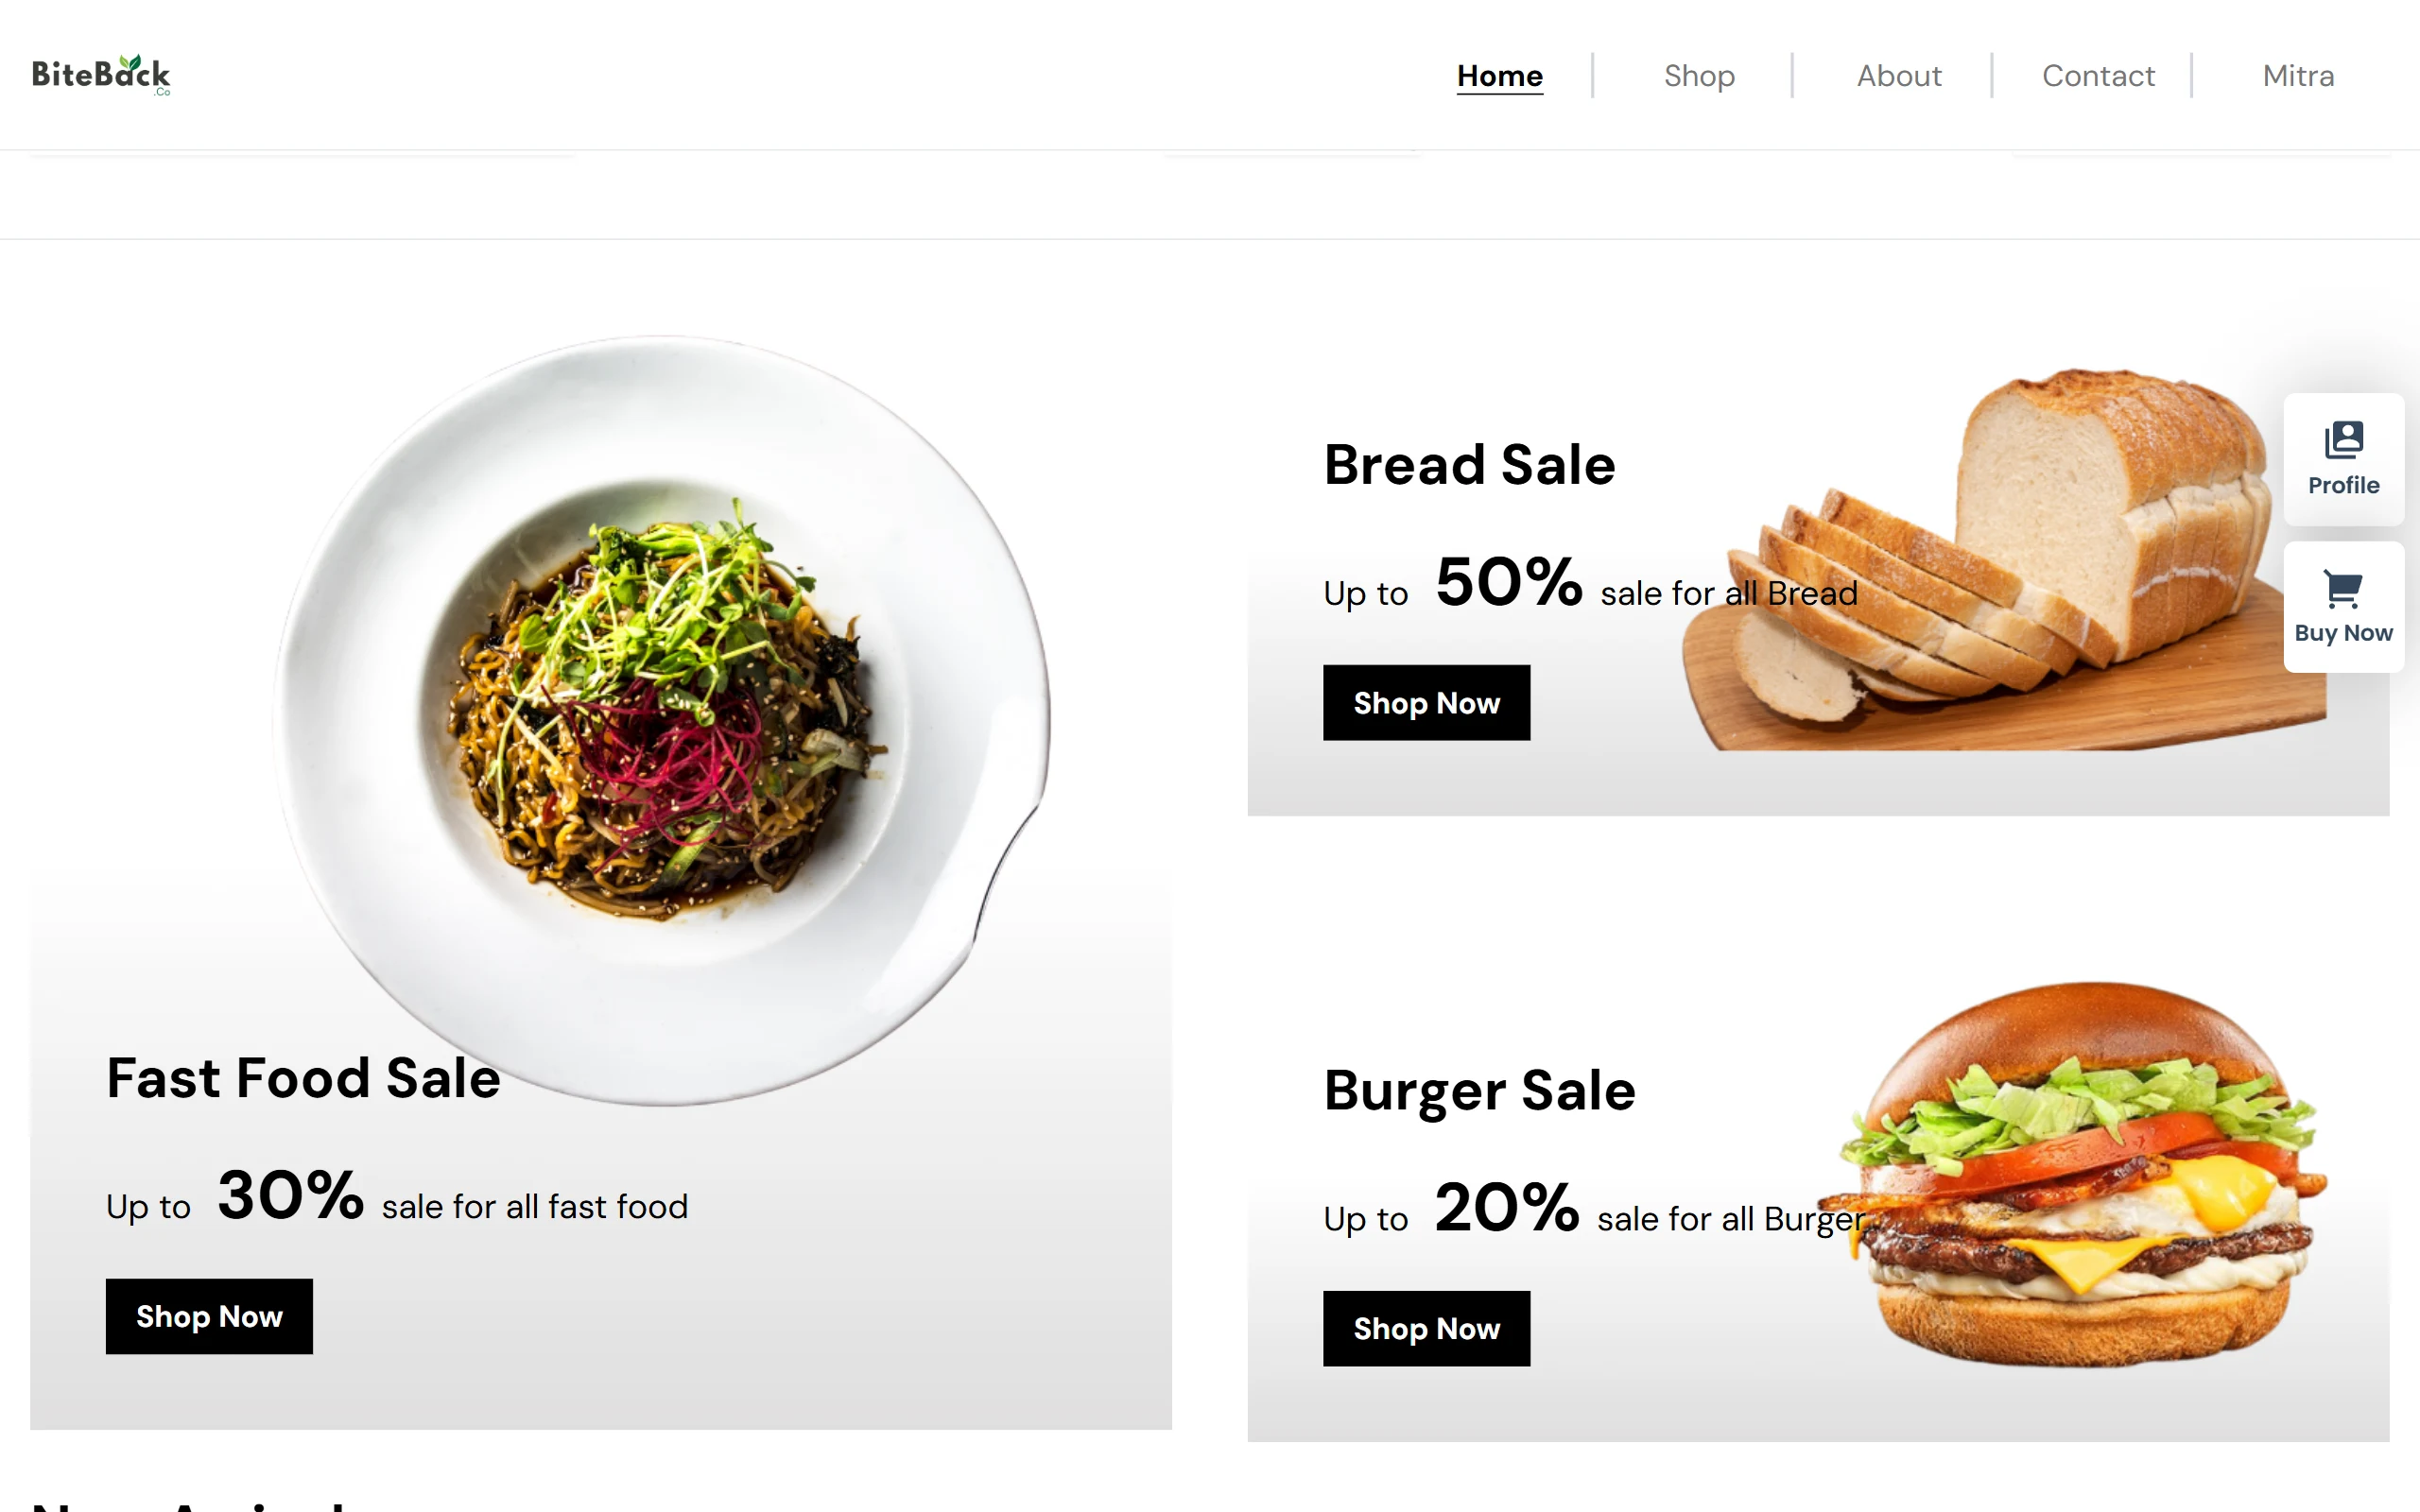 BiteBack
.Co
Home
Shop
About
Contact
Mitra
Bread Sale
Up to 50% sale for all Bread
Shop Now
Profile
Buy Now
Fast Food Sale
Up to 30% sale for all fast food
Shop Now
Burger Sale
Up to 20% sale for all Burger
Shop Now